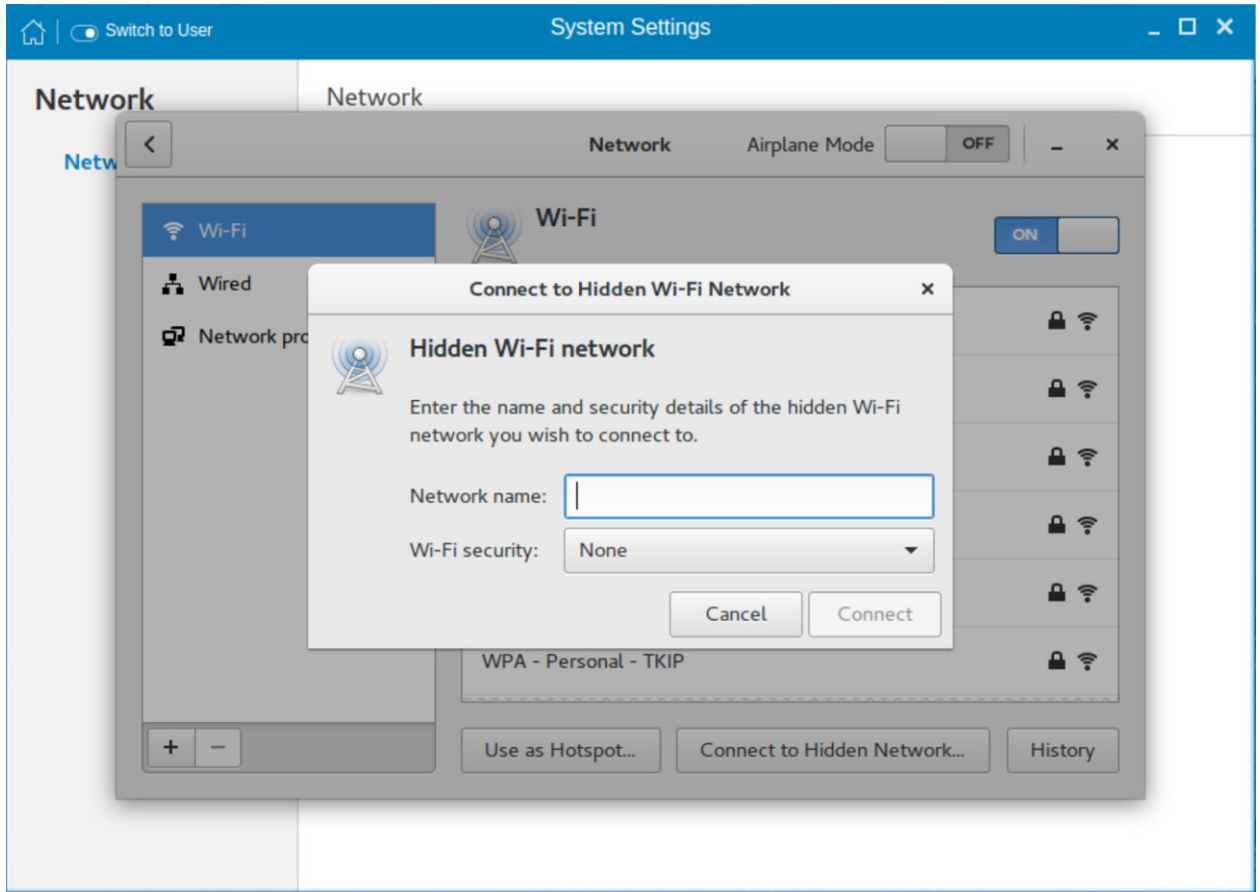 Switch to User
System Settings
Network
Network
Netw
Network
Airplane Mode
OFF
Wi-Fi
Wired
Network pro
Wi-Fi
ON
Connect to Hidden Wi-Fi Network
Hidden Wi-Fi network
Enter the name and security details of the hidden Wi-Fi
network you wish to connect to.
Network name:
Wi-Fi security: None
Cancel
Connect
WPA - Personal - TKIP
Use as Hotspot...
Connect to Hidden Network...
History